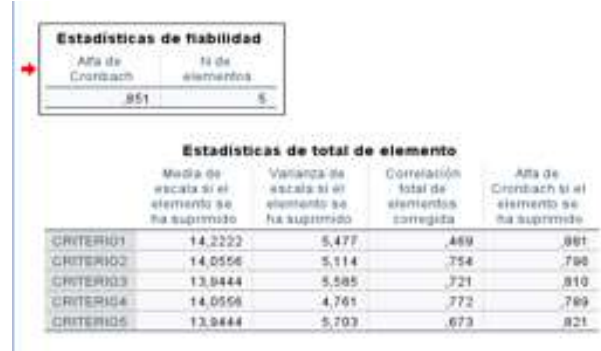 Estadísticas de fiabilidad
Alfa de Cronbach N de elementos
,851 5
Estadísticas de total de elemento
Media de escala si el elemento se ha suprimido Varianza de escala si el elemento se ha suprimido Correlación total de elementos corregida Alfa de Cronbach si el elemento se ha suprimido
CRITERIO1 14,2222 5,477 ,469 ,881
CRITERIO2 14,0556 5,114 ,754 ,798
CRITERIO3 13,9444 5,585 ,721 ,810
CRITERIO4 14,0556 4,761 ,772 ,789
CRITERIO5 13,9444 5,703 ,673 ,821